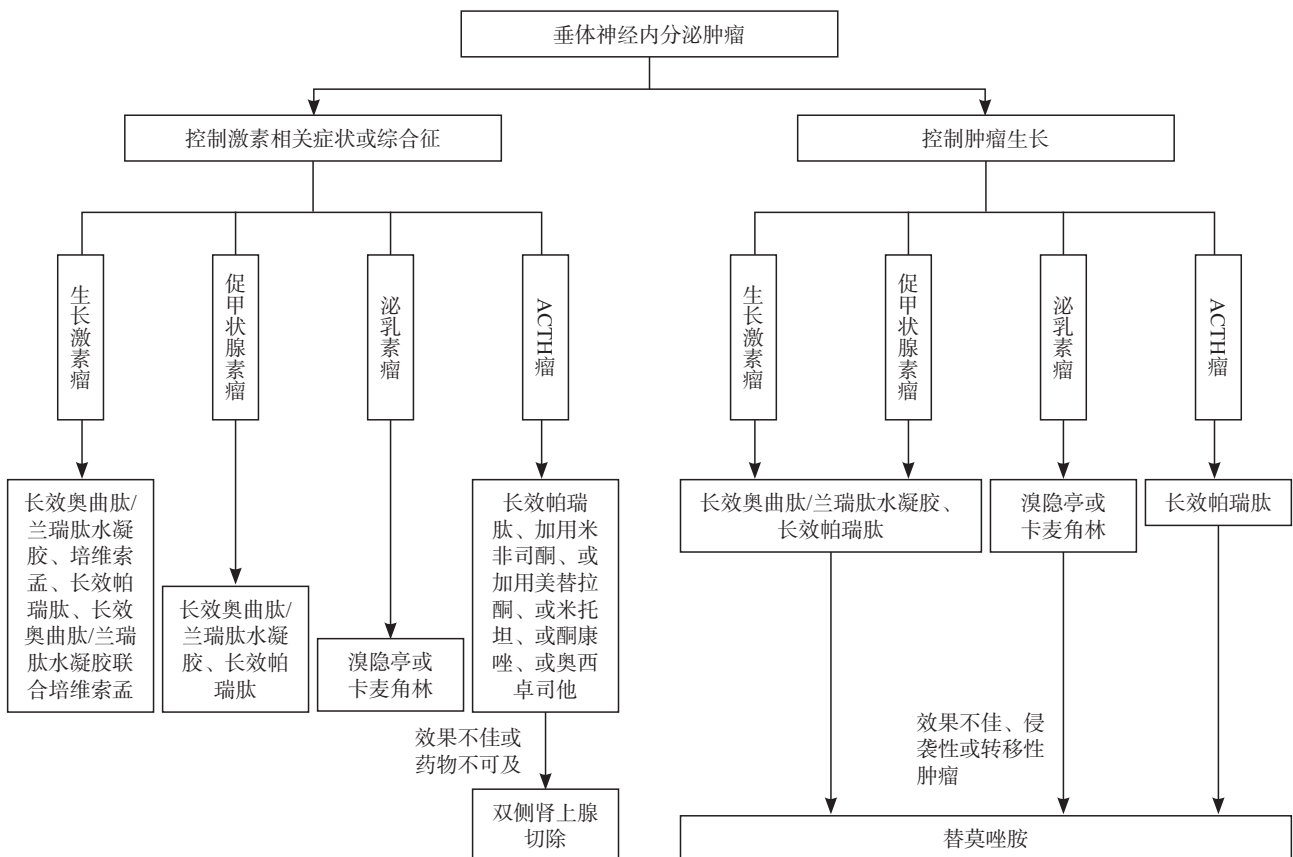 垂体神经内分泌肿瘤
控制激素相关症状或综合征
控制肿瘤生长
生长激素瘤
促甲状腺素瘤
泌乳素瘤
ACTH瘤
生长激素瘤
促甲状腺素瘤
泌乳素瘤
ACTH瘤
长效奥曲肽/
兰瑞肽水凝
胶、培维索
孟、长效帕
瑞肽、长效
奥曲肽/兰瑞
肽水凝胶联
合培维索孟
长效奥曲肽/
兰瑞肽水凝
胶、长效帕
瑞肽
溴隐亭或
卡麦角林
长效帕瑞
肽、加用米
非司酮、或
加用美替拉
酮、或米托
坦、或酮康
唑、或奥西
卓司他
效果不佳或
药物不可及
双侧肾上腺
切除
长效奥曲肽/兰瑞肽水凝胶、
长效帕瑞肽
溴隐亭或
卡麦角林
长效帕瑞肽
效果不佳、侵
袭性或转移性
肿瘤
替莫唑胺